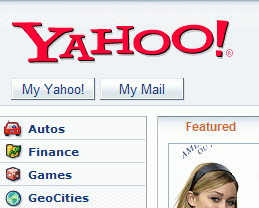 YAHOO!®
My Yahoo! My Mail
Autos
Finance
Games
GeoCities
Featured